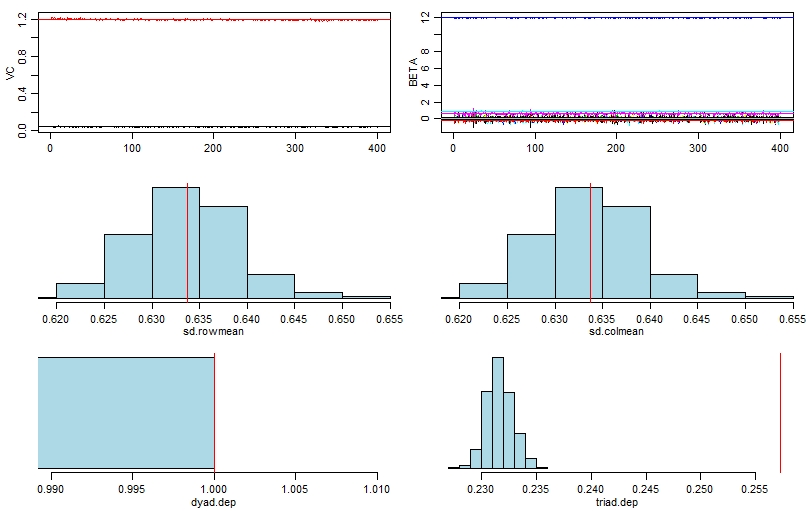 VC
0.0 0.4 0.8 1.2
0 100 200 300 400
BETA
0 2 4 6 8 12
0 100 200 300 400
0.620 0.625 0.630 0.635 0.640 0.645 0.650 0.655
sd.rowmean
0.620 0.625 0.630 0.635 0.640 0.645 0.650 0.655
sd.colmean
0.990 0.995 1.000 1.005 1.010
dyad.dep
0.230 0.235 0.240 0.245 0.250 0.255
triad.dep